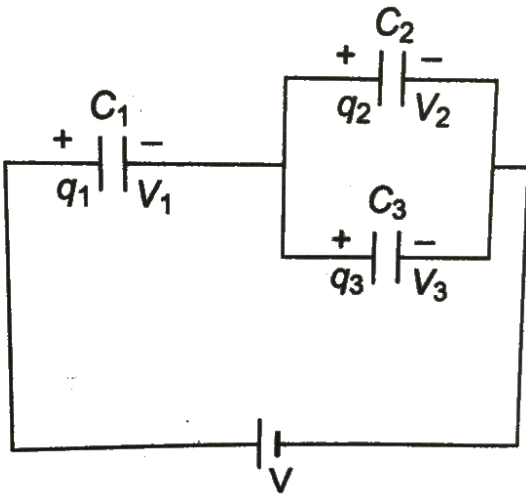 C₂
+ −
q₂ V₂
C₁
+ −
q₁ V₁
C₃
+ −
q₃ V₃
V